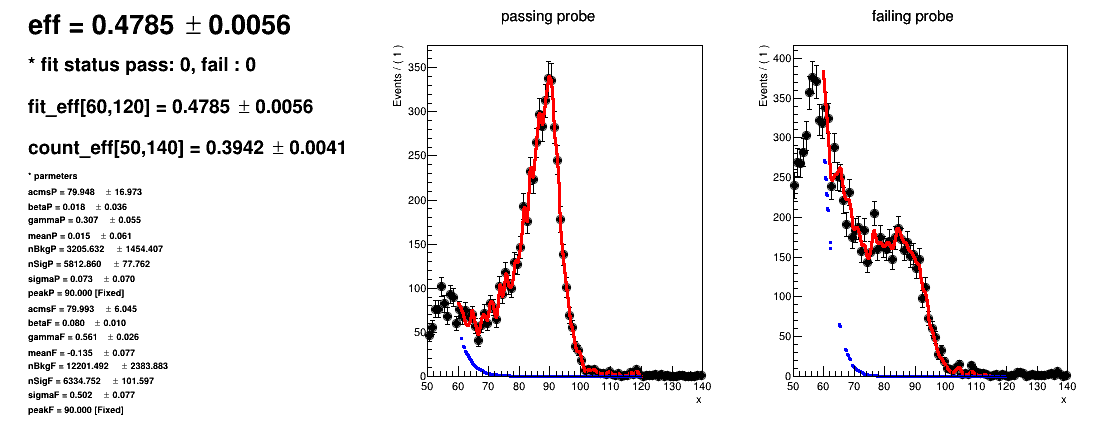 eff = 0.4785 ± 0.0056
* fit status pass: 0, fail : 0
fit_eff[60,120] = 0.4785 ± 0.0056
count_eff[50,140] = 0.3942 ± 0.0041
* parmeters
acmsP = 79.948 ± 16.973
betaP = 0.018 ± 0.036
gammaP = 0.307 ± 0.055
meanP = 0.015 ± 0.061
nBkgP = 3205.632 ± 1454.407
nSigP = 5812.860 ± 77.762
sigmaP = 0.073 ± 0.070
peakP = 90.000 [Fixed]
acmsF = 79.993 ± 6.045
betaF = 0.080 ± 0.010
gammaF = 0.561 ± 0.026
meanF = -0.135 ± 0.077
nBkgF = 12201.492 ± 2383.883
nSigF = 6334.752 ± 101.597
sigmaF = 0.502 ± 0.077
peakF = 90.000 [Fixed]
passing probe
Events / ( 1 )
350
300
250
200
150
100
50
0
50 60 70 80 90 100 110 120 130 140
x
failing probe
Events / ( 1 )
400
350
300
250
200
150
100
50
0
50 60 70 80 90 100 110 120 130 140
x